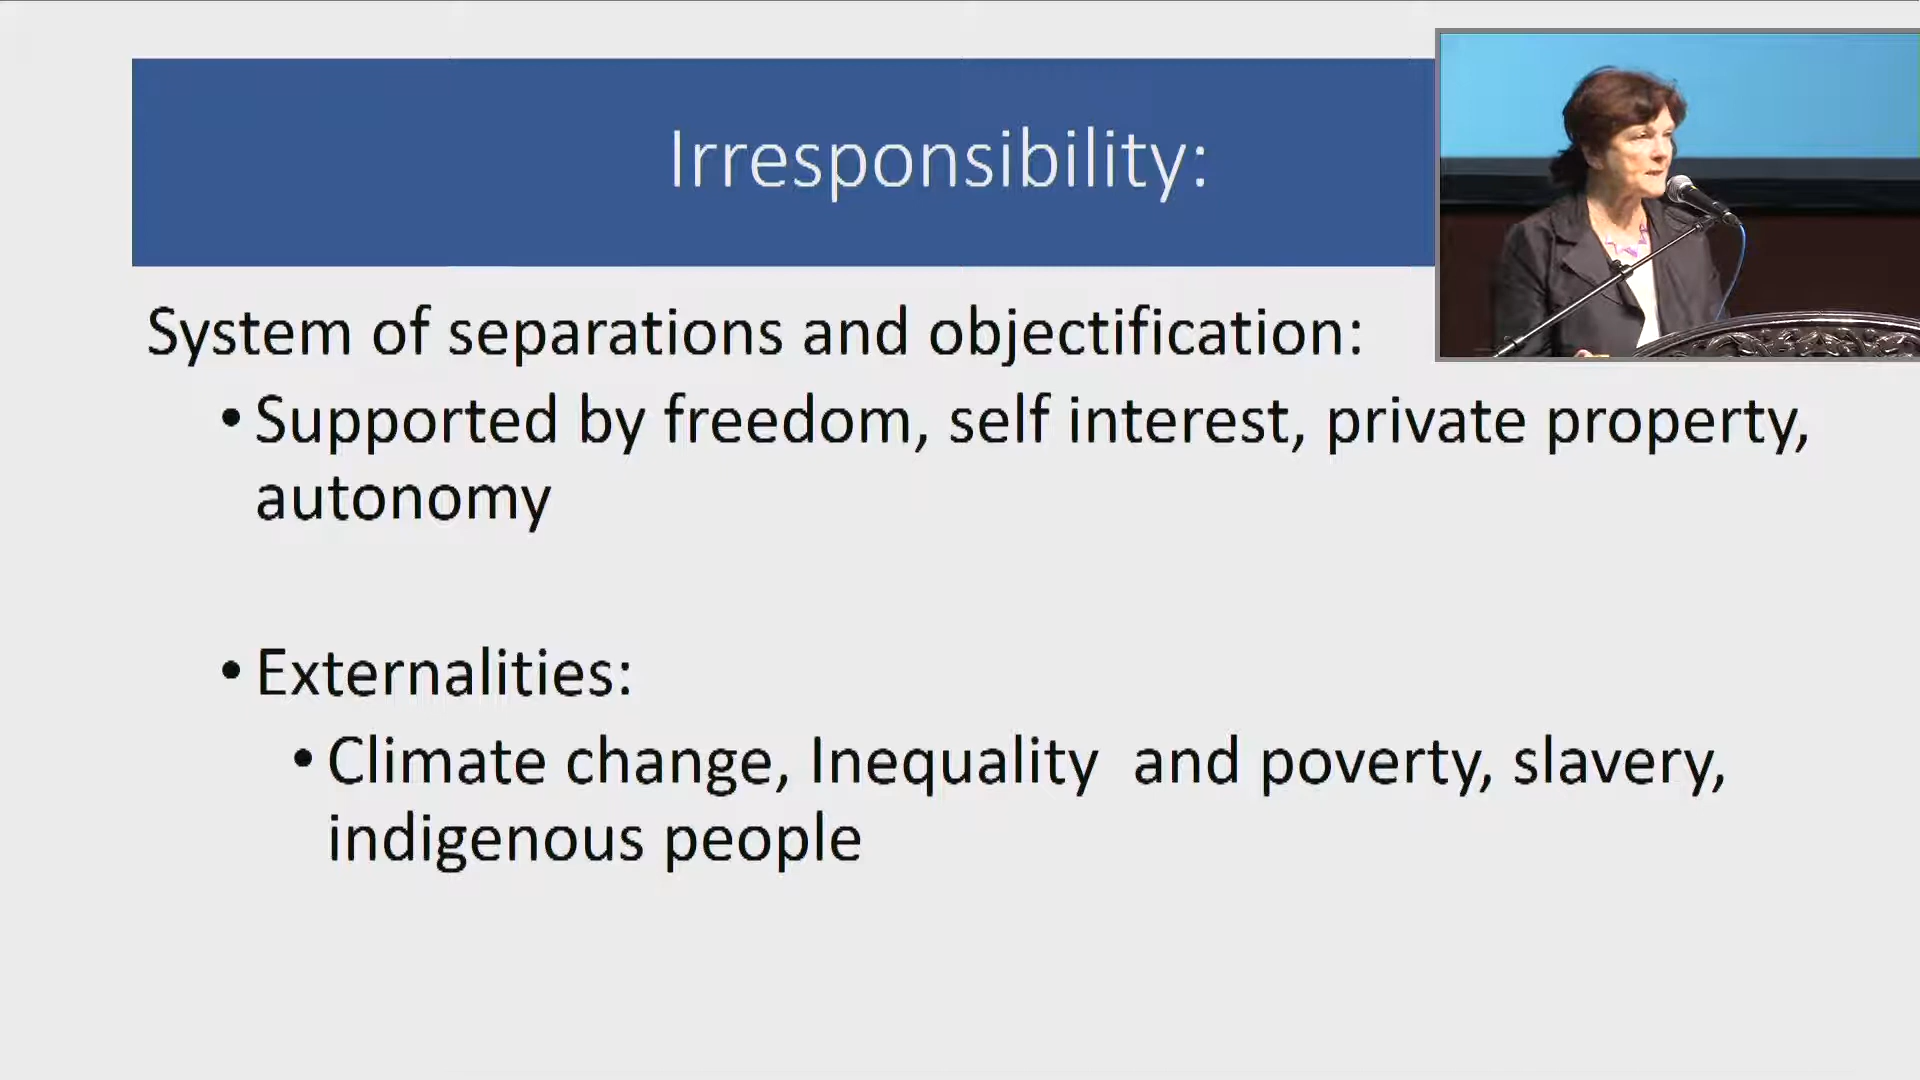 Irresponsibility:
System of separations and objectification:
• Supported by freedom, self interest, private property,
autonomy
• Externalities:
• Climate change, Inequality  and poverty, slavery,
indigenous people